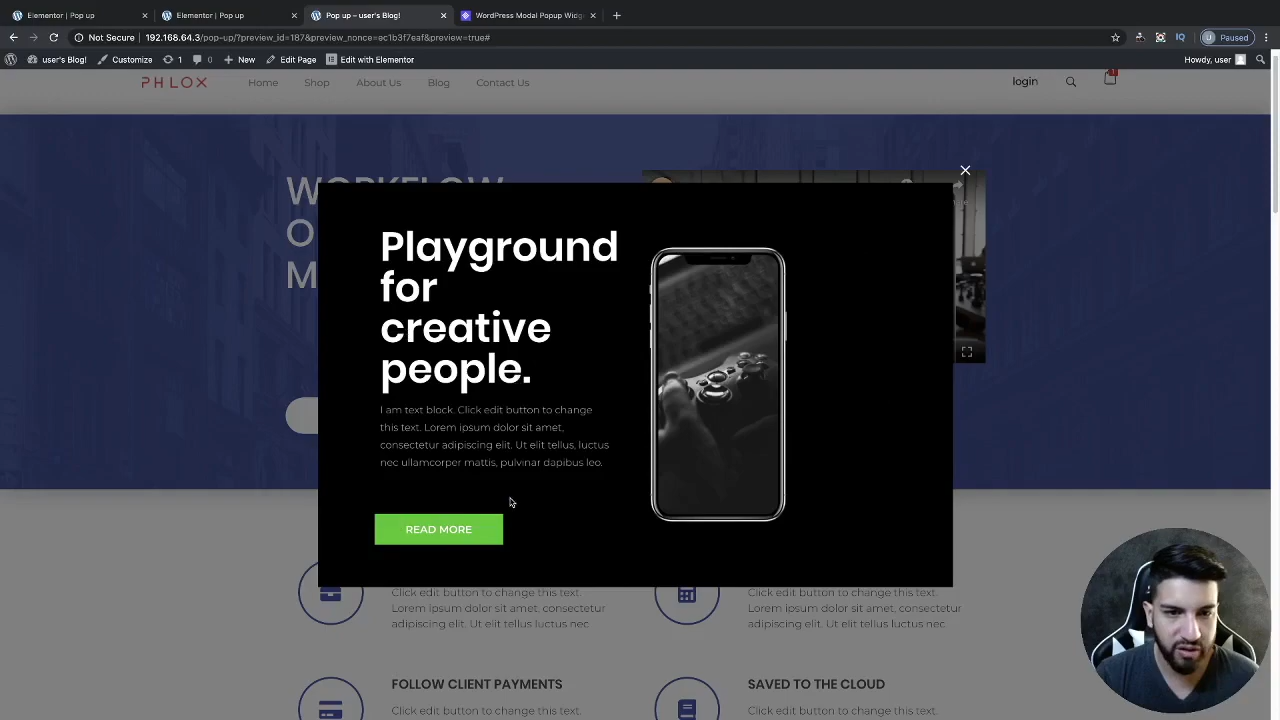 Elementor | Pop up
Elementor | Pop up
Pop up – user's Blog!
WordPress Modal Popup Widg
Not Secure
192.168.64.3/pop-up/?preview_id=187&preview_nonce=ec1b3f7eaf&preview=true#
IQ
U
Paused
user's Blog!
Customize
1
0
New
Edit Page
Edit with Elementor
Howdy, user
PHLOX
Home
Shop
About Us
Blog
Contact Us
login
WORKFLOW
O
M
Playground
for
creative
people.
I am text block. Click edit button to change
this text. Lorem ipsum dolor sit amet,
consectetur adipiscing elit. Ut elit tellus, luctus
nec ullamcorper mattis, pulvinar dapibus leo.
READ MORE
Click edit button to change this text.
Lorem ipsum dolor sit amet consectetur
adipiscing elit. Ut elit tellus luctus nec
Click edit button to change this text.
Lorem ipsum dolor sit amet consectetur
adipiscing elit. Ut elit tellus luctus nec
FOLLOW CLIENT PAYMENTS
Click edit button to change this text.
SAVED TO THE CLOUD
Click edit button to change this text.